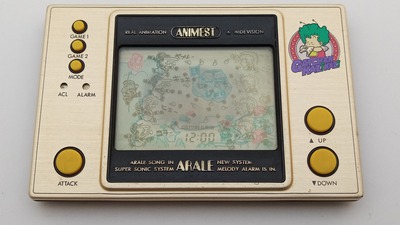 REAL ANIMATION ANIMEST & WIDEVISION
GAME 1
GAME 2
MODE
ACL ALARM
12:00
ATTACK
▲ UP
▼DOWN
ARALE SONG IN
SUPER SONIC SYSTEM
ARALE
NEW SYSTEM
MELODY ALARM IS IN.